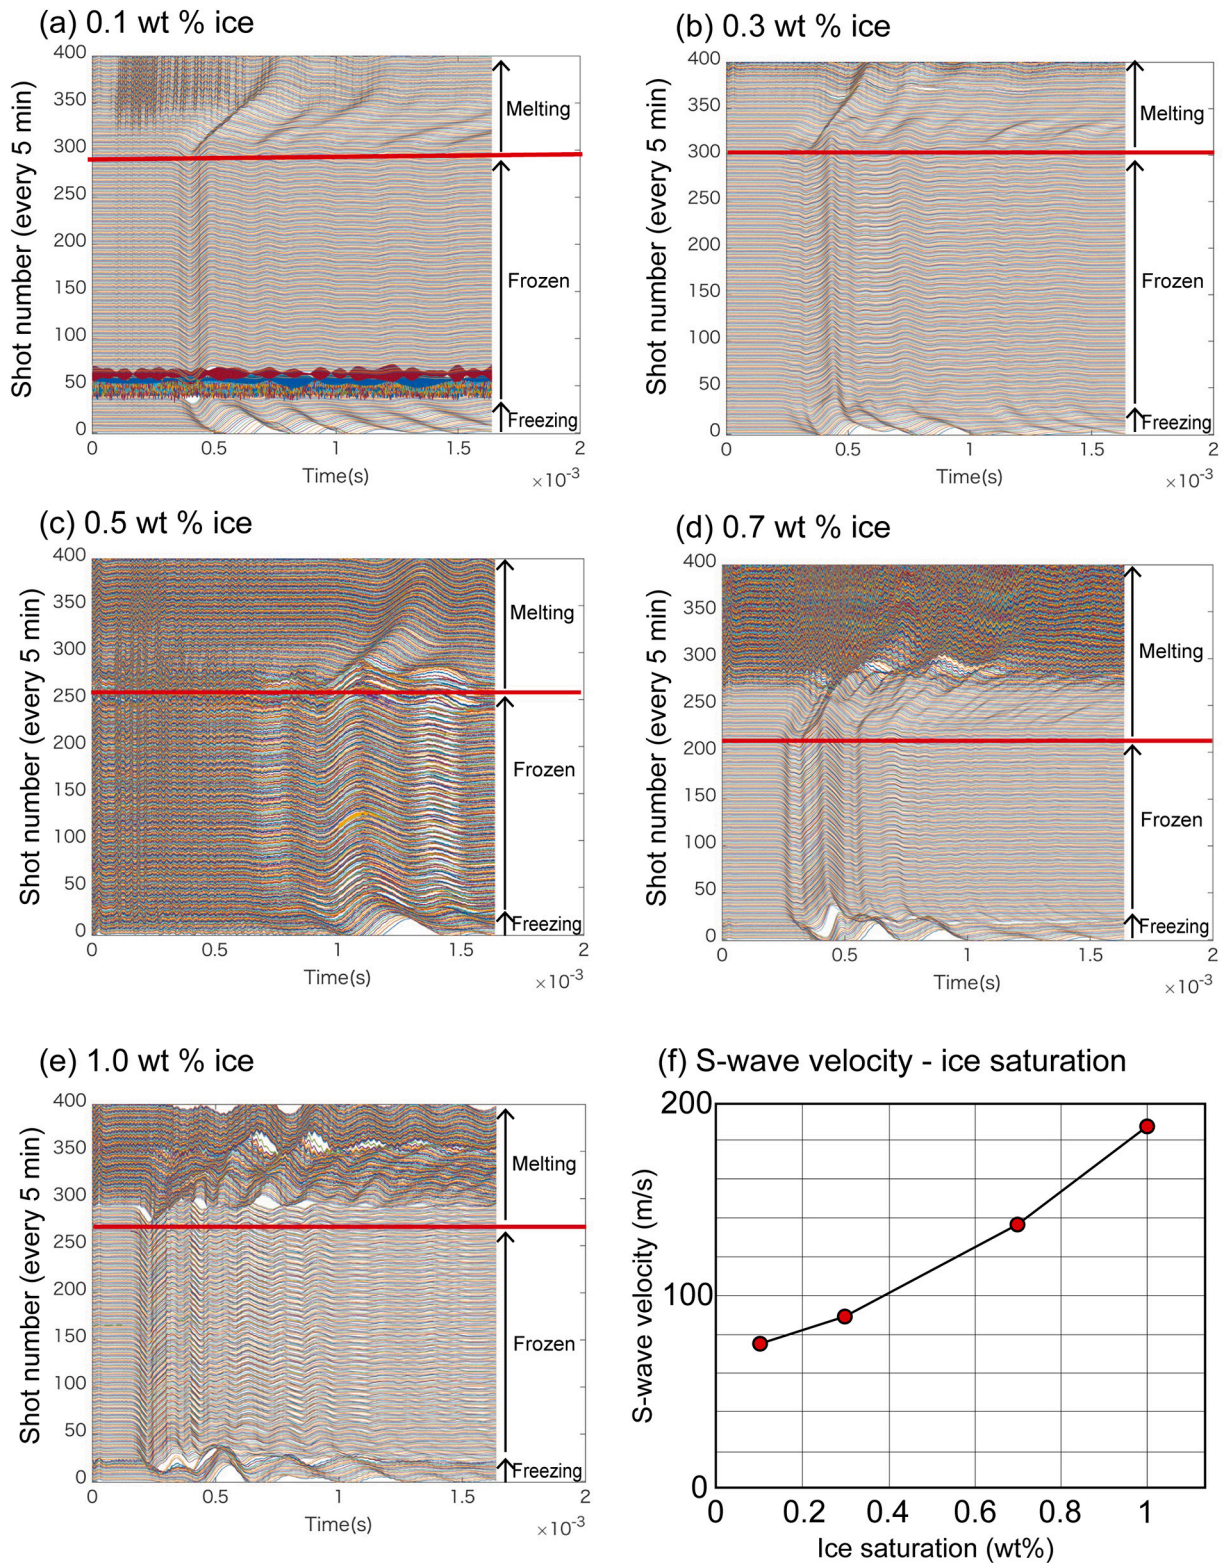 (a) 0.1 wt % ice
Shot number (every 5 min)
400
350
300
250
200
150
100
50
0
Melting
Frozen
Freezing
0 0.5 1 1.5 2
Time(s)
×10-3
(b) 0.3 wt % ice
Shot number (every 5 min)
400
350
300
250
200
150
100
50
0
Melting
Frozen
Freezing
0 0.5 1 1.5 2
Time(s)
×10-3
(c) 0.5 wt % ice
Shot number (every 5 min)
400
350
300
250
200
150
100
50
0
Melting
Frozen
Freezing
0 0.5 1 1.5 2
Time(s)
×10-3
(d) 0.7 wt % ice
Shot number (every 5 min)
400
350
300
250
200
150
100
50
0
Melting
Frozen
Freezing
0 0.5 1 1.5 2
Time(s)
×10-3
(e) 1.0 wt % ice
Shot number (every 5 min)
400
350
300
250
200
150
100
50
0
Melting
Frozen
Freezing
0 0.5 1 1.5 2
Time(s)
×10-3
(f) S-wave velocity - ice saturation
S-wave velocity (m/s)
200
100
0
0 0.2 0.4 0.6 0.8 1
Ice saturation (wt%)